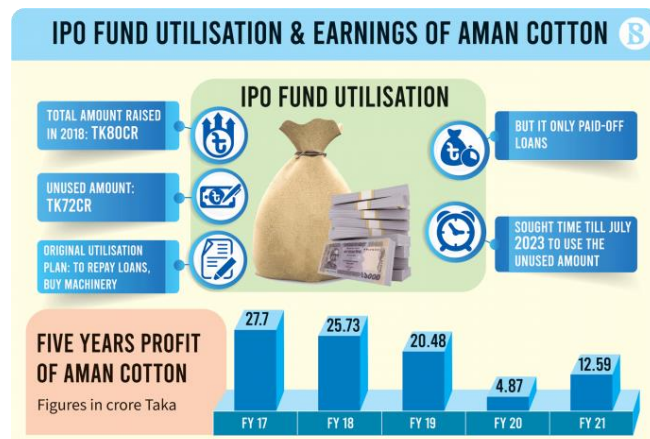 IPO FUND UTILISATION & EARNINGS OF AMAN COTTON
IPO FUND UTILISATION
TOTAL AMOUNT RAISED
IN 2018: TK80CR
UNUSED AMOUNT:
TK72CR
ORIGINAL UTILISATION
PLAN: TO REPAY LOANS,
BUY MACHINERY
BUT IT ONLY PAID-OFF
LOANS
SOUGHT TIME TILL JULY
2023 TO USE THE
UNUSED AMOUNT
FIVE YEARS PROFIT
OF AMAN COTTON
Figures in crore Taka
27.7
25.73
20.48
4.87
12.59
FY 17
FY 18
FY 19
FY 20
FY 21